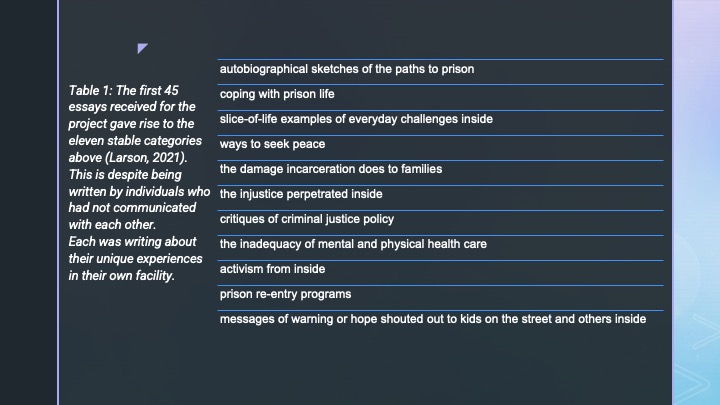 Table 1: The first 45
essays received for the
project gave rise to the
eleven stable categories
above (Larson, 2021).
This is despite being
written by individuals who
had not communicated
with each other.
Each was writing about
their unique experiences
in their own facility.
autobiographical sketches of the paths to prison
coping with prison life
slice-of-life examples of everyday challenges inside
ways to seek peace
the damage incarceration does to families
the injustice perpetrated inside
critiques of criminal justice policy
the inadequacy of mental and physical health care
activism from inside
prison re-entry programs
messages of warning or hope shouted out to kids on the street and others inside